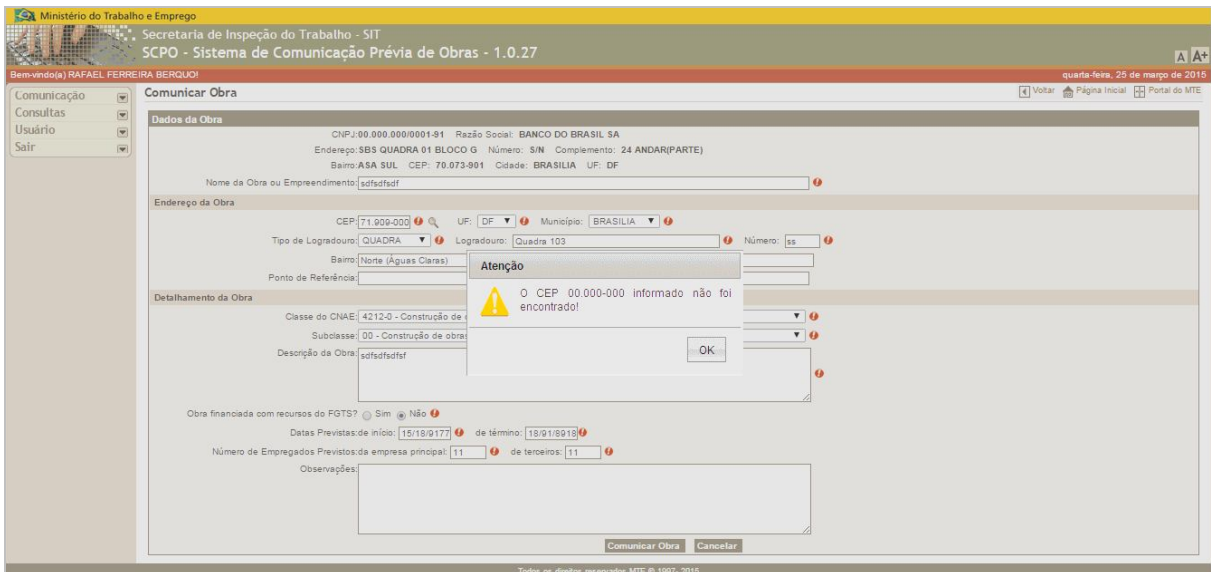 Ministério do Trabalho e Emprego
Secretaria de Inspeção do Trabalho - SIT
SCPO - Sistema de Comunicação Prévia de Obras - 1.0.27
A A+
Bem-vindo(a) RAFAEL FERREIRA BERQUO! quarta-feira, 25 de março de 2015
Comunicação
Consultas
Usuário
Sair
Comunicar Obra Voltar Página Inicial Portal do MTE
Dados da Obra
CNPJ:00.000.000/0001-91 Razão Social: BANCO DO BRASIL SA
Endereço:SBS QUADRA 01 BLOCO G Número: S/N Complemento: 24 ANDAR(PARTE)
Bairro:ASA SUL CEP: 70.073-901 Cidade: BRASILIA UF: DF
Nome da Obra ou Empreendimento: sdfsdfsdf
Endereço da Obra
CEP: 71.909-000 UF: DF Município: BRASILIA
Tipo de Logradouro: QUADRA Logradouro: Quadra 103 Número: ss
Bairro: Norte (Águas Claras)
Ponto de Referência:
Atenção
O CEP 00.000-000 informado não foi
encontrado!
OK
Detalhamento da Obra
Classe do CNAE: 4212-0 - Construção de
Subclasse: 00 - Construção de obras
Descrição da Obra: sdfsdfsdfsf
Obra financiada com recursos do FGTS? Sim Não
Datas Previstas:de início: 15/18/9177 de término: 18/91/8918
Número de Empregados Previstos:da empresa principal: 11 de terceiros: 11
Observações:
Comunicar Obra Cancelar
Todos os direitos reservados MTE © 1997- 2015